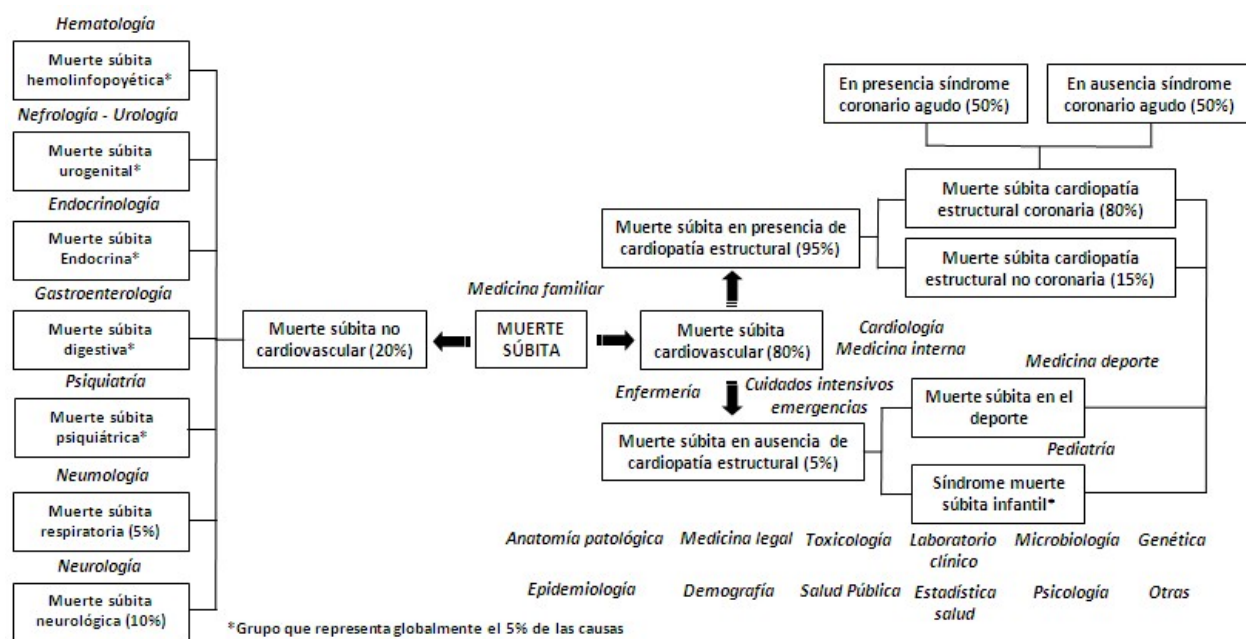 Hematología
Muerte súbita
hemolinfopoyética*
Nefrología - Urología
Muerte súbita
urogenital*
Endocrinología
Muerte súbita
Endocrina*
Gastroenterología
Muerte súbita
digestiva*
Psiquiatría
Muerte súbita
psiquiátrica*
Neumología
Muerte súbita
respiratoria (5%)
Neurología
Muerte súbita
neurológica (10%)
Muerte súbita no
cardiovascular (20%)
Medicina familiar
MUERTE
SÚBITA
Muerte súbita
cardiovascular (80%)
Cardiología
Medicina interna
Enfermería
Cuidados intensivos
emergencias
Muerte súbita en presencia de
cardiopatía estructural (95%)
En presencia síndrome
coronario agudo (50%)
En ausencia síndrome
coronario agudo (50%)
Muerte súbita cardiopatía
estructural coronaria (80%)
Muerte súbita cardiopatía
estructural no coronaria (15%)
Muerte súbita en ausencia de
cardiopatía estructural (5%)
Medicina deporte
Muerte súbita en el
deporte
Pediatría
Síndrome muerte
súbita infantil*
Anatomía patológica
Medicina legal
Toxicología
Laboratorio
clínico
Microbiología
Genética
Epidemiología
Demografía
Salud Pública
Estadística
salud
Psicología
Otras
*Grupo que representa globalmente el 5% de las causas